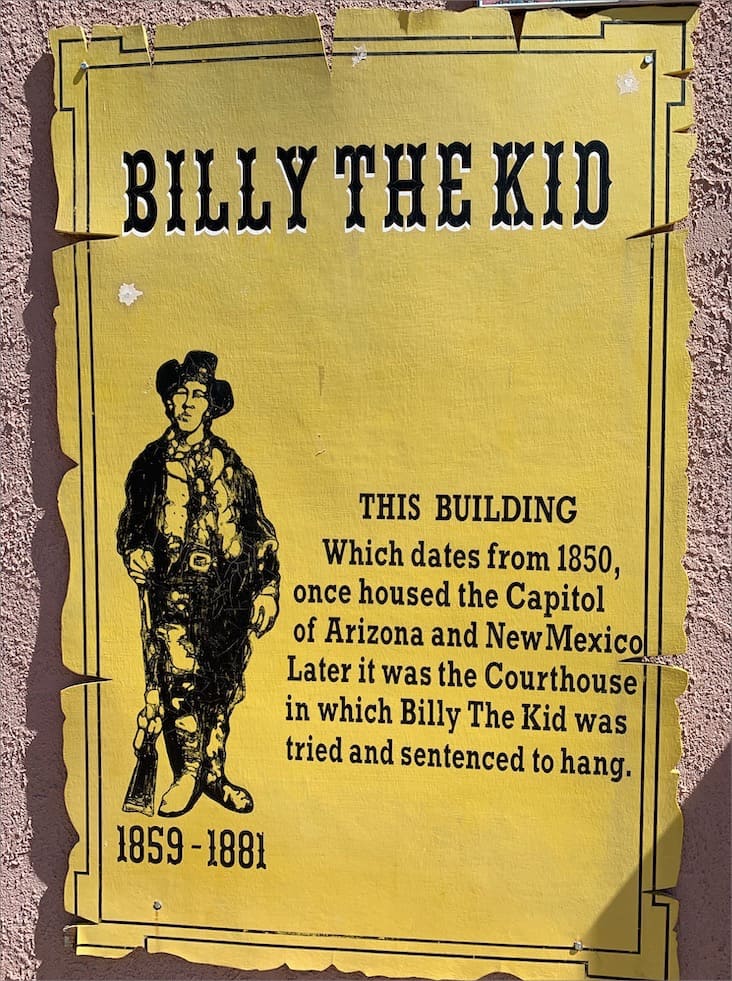 BILLY THE KID
THIS BUILDING
Which dates from 1850,
once housed the Capitol
of Arizona and New Mexico
Later it was the Courthouse
in which Billy The Kid was
tried and sentenced to hang.
1859-1881